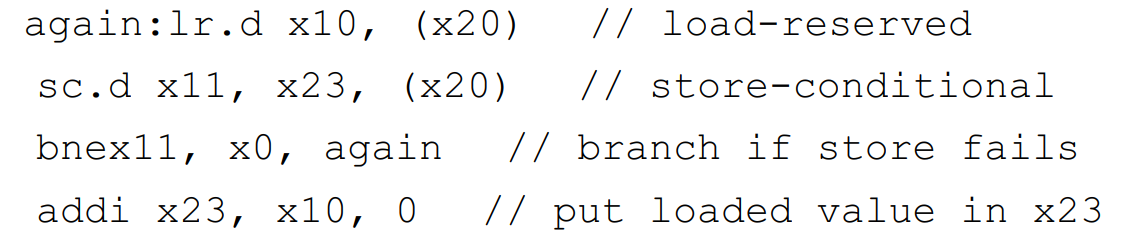 again:lr.d x10, (x20) // load-reserved
sc.d x11, x23, (x20) // store-conditional
bnex11, x0, again // branch if store fails
addi x23, x10, 0 // put loaded value in x23